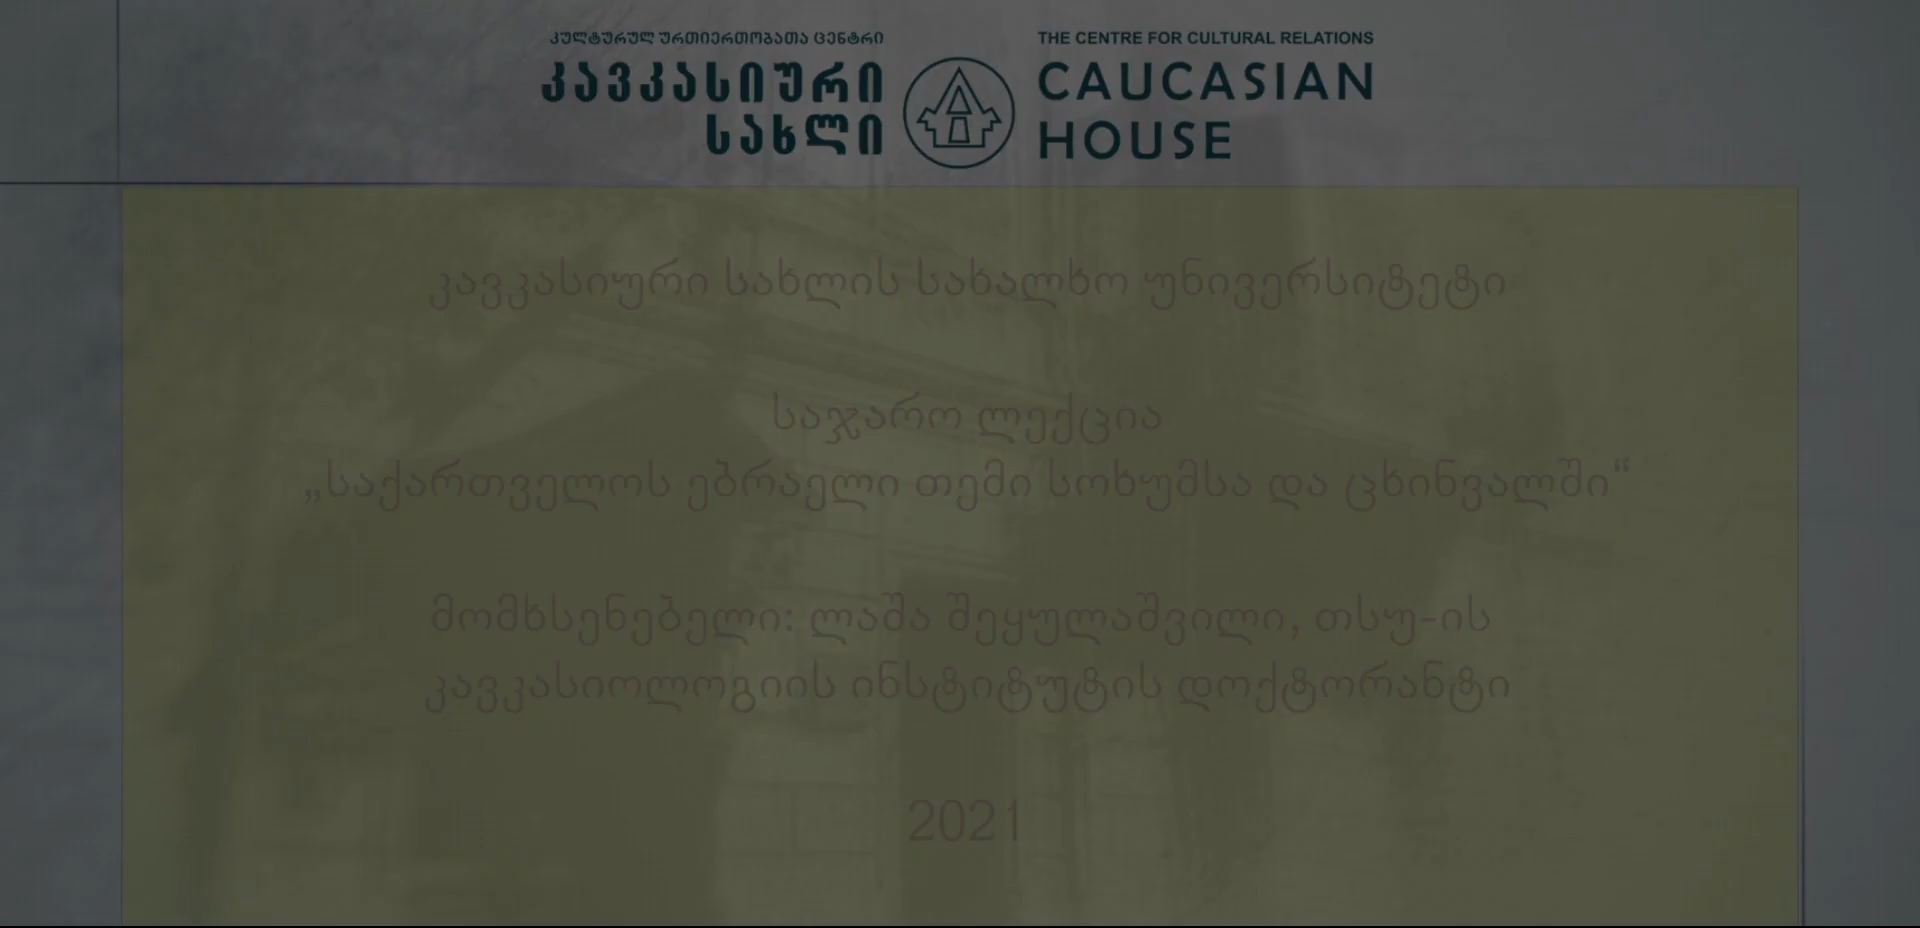 კულტურულ ურთიერთობათა ცენტრი
კავკასიური
სახლი
THE CENTRE FOR CULTURAL RELATIONS
CAUCASIAN
HOUSE
კავკასიური სახლის სახალხო უნივერსიტეტი
საჯარო ლექცია
„საქართველოს ებრაელი თემი სოხუმსა და ცხინვალში“
მომხსენებელი: ლაშა შეყულაშვილი, თსუ-ის
კავკასიოლოგიის ინსტიტუტის დოქტორანტი
2021